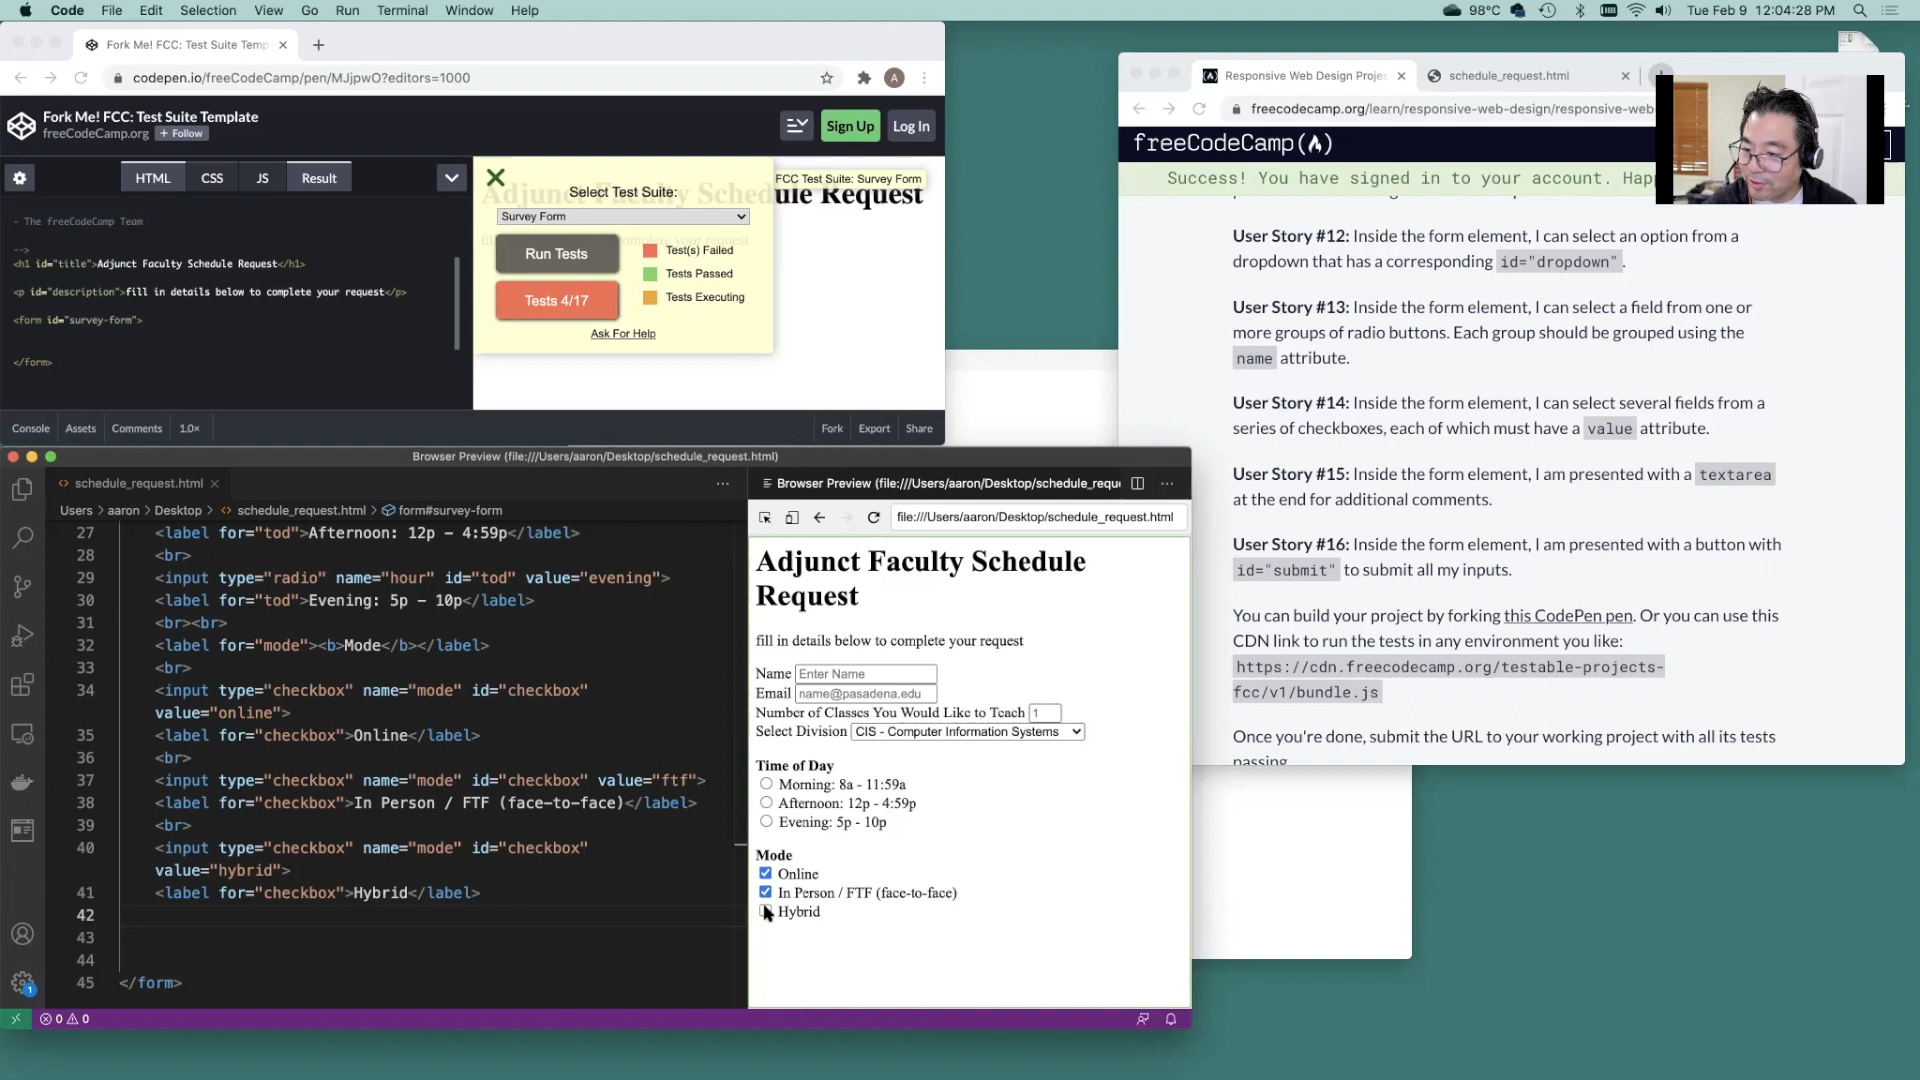 Code File Edit Selection View Go Run Terminal Window Help
98°C Tue Feb 9 12:04:28 PM
Fork Me! FCC: Test Suite Temp
codepen.io/freeCodeCamp/pen/MJjpwO?editors=1000
A
Fork Me! FCC: Test Suite Template
freeCodeCamp.org + Follow
Sign Up Log In
HTML CSS JS Result
- The freeCodeCamp Team
-->
<h1 id="title">Adjunct Faculty Schedule Request</h1>
<p id="description">fill in details below to complete your request</p>
<form id="survey-form">
</form>
FCC Test Suite: Survey Form
Adjunct Faculty Schedule Request
Select Test Suite:
Survey Form
Run Tests
Tests 4/17
Test(s) Failed
Tests Passed
Tests Executing
Ask For Help
Console Assets Comments 1.0×
Fork Export Share
Responsive Web Design Projec
schedule_request.html
freecodecamp.org/learn/responsive-web-design/responsive-web-
freeCodeCamp
Success! You have signed in to your account. Hap
User Story #12: Inside the form element, I can select an option from a
dropdown that has a corresponding id="dropdown".
User Story #13: Inside the form element, I can select a field from one or
more groups of radio buttons. Each group should be grouped using the
name attribute.
User Story #14: Inside the form element, I can select several fields from a
series of checkboxes, each of which must have a value attribute.
User Story #15: Inside the form element, I am presented with a textarea
at the end for additional comments.
User Story #16: Inside the form element, I am presented with a button with
id="submit" to submit all my inputs.
You can build your project by forking this CodePen pen. Or you can use this
CDN link to run the tests in any environment you like:
https://cdn.freecodecamp.org/testable-projects-
fcc/v1/bundle.js
Once you're done, submit the URL to your working project with all its tests
passing
Browser Preview (file:///Users/aaron/Desktop/schedule_request.html)
schedule_request.html
Users > aaron > Desktop > schedule_request.html > form#survey-form
27 <label for="tod">Afternoon: 12p - 4:59p</label>
28 <br>
29 <input type="radio" name="hour" id="tod" value="evening">
30 <label for="tod">Evening: 5p - 10p</label>
31 <br><br>
32 <label for="mode"><b>Mode</b></label>
33 <br>
34 <input type="checkbox" name="mode" id="checkbox"
value="online">
35 <label for="checkbox">Online</label>
36 <br>
37 <input type="checkbox" name="mode" id="checkbox" value="ftf">
38 <label for="checkbox">In Person / FTF (face-to-face)</label>
39 <br>
40 <input type="checkbox" name="mode" id="checkbox"
value="hybrid">
41 <label for="checkbox">Hybrid</label>
42
43
44
45 </form>
1
0 0
Browser Preview (file:///Users/aaron/Desktop/schedule_reque
file:///Users/aaron/Desktop/schedule_request.html
Adjunct Faculty Schedule
Request
fill in details below to complete your request
Name Enter Name
Email name@pasadena.edu
Number of Classes You Would Like to Teach 1
Select Division CIS - Computer Information Systems
Time of Day
Morning: 8a - 11:59a
Afternoon: 12p - 4:59p
Evening: 5p - 10p
Mode
Online
In Person / FTF (face-to-face)
Hybrid